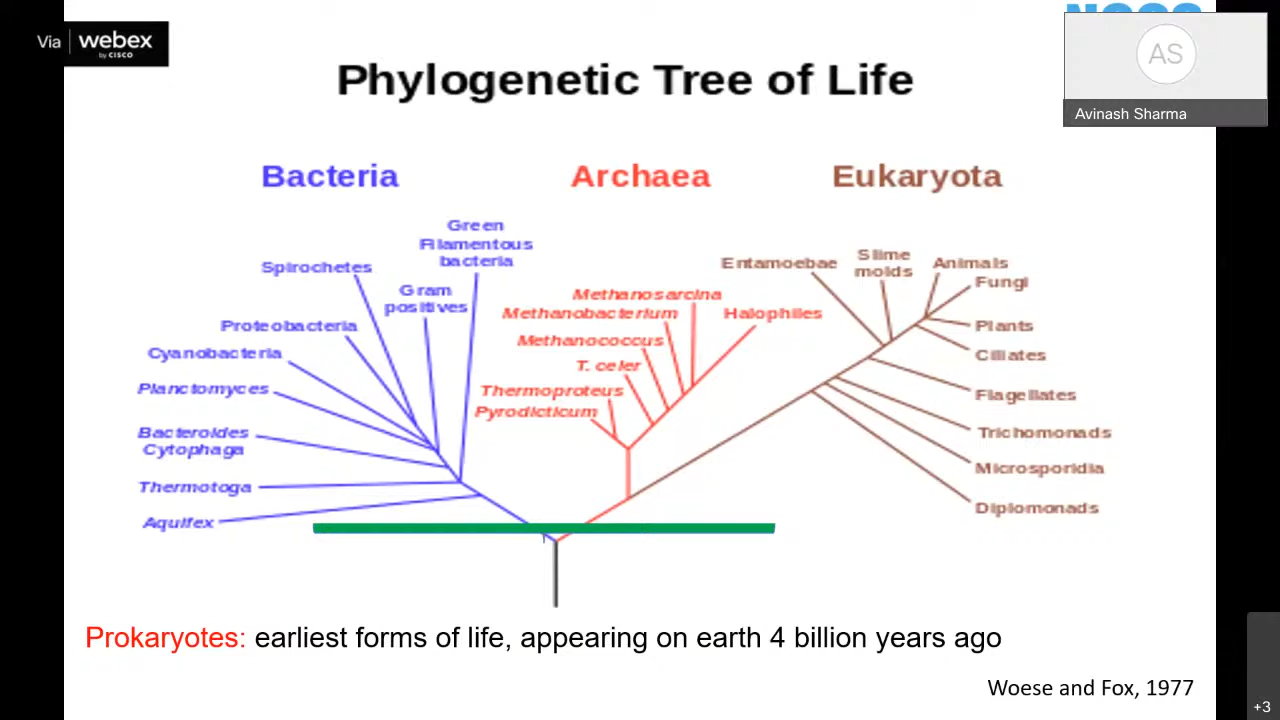 Via webex
by CISCO
AS
Avinash Sharma
Phylogenetic Tree of Life
Bacteria
Archaea
Eukaryota
Green
Filamentous
bacteria
Spirochetes
Gram
positives
Proteobacteria
Cyanobacteria
Planctomyces
Bacteroides
Cytophaga
Thermotoga
Aquifex
Methanosarcina
Methanobacterium
Halophiles
Methanococcus
T. celer
Thermoproteus
Pyrodicticum
Entamoebae
Slime
molds
Animals
Fungi
Plants
Ciliates
Flagellates
Trichomonads
Microsporidia
Diplomonads
Prokaryotes: earliest forms of life, appearing on earth 4 billion years ago
Woese and Fox, 1977
+3